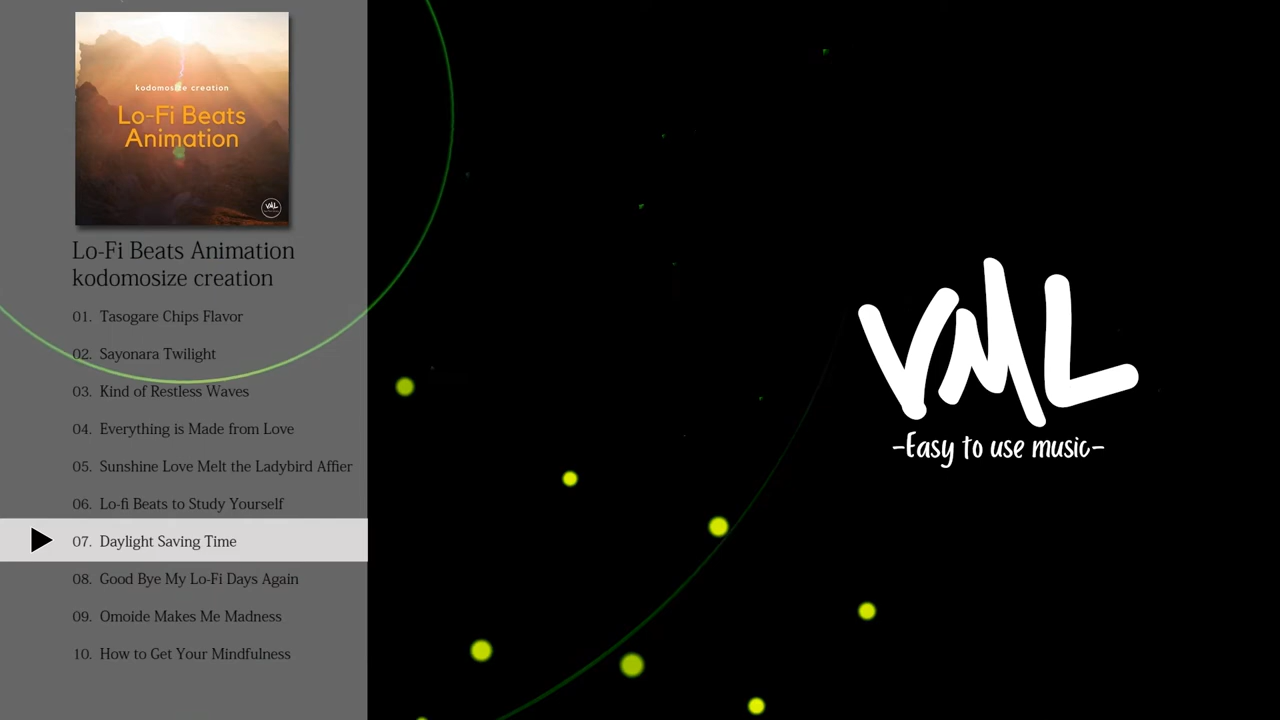 kodomosize creation
Lo-Fi Beats
Animation
VML
Lo-Fi Beats Animation
kodomosize creation
01. Tasogare Chips Flavor
02. Sayonara Twilight
03. Kind of Restless Waves
04. Everything is Made from Love
05. Sunshine Love Melt the Ladybird Affier
06. Lo-fi Beats to Study Yourself
07. Daylight Saving Time
08. Good Bye My Lo-Fi Days Again
09. Omoide Makes Me Madness
10. How to Get Your Mindfulness
VML
-Easy to use music-